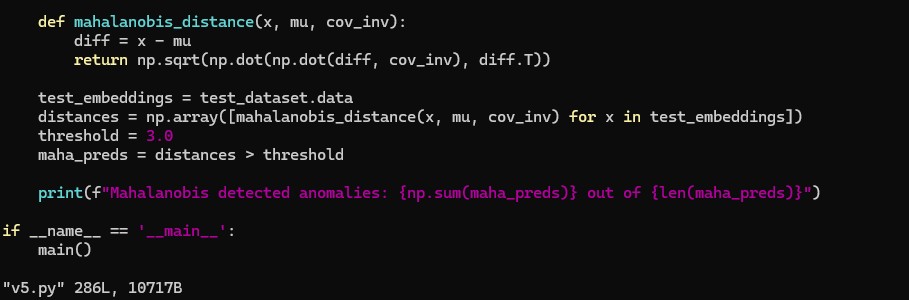 def mahalanobis_distance(x, mu, cov_inv):
diff = x - mu
return np.sqrt(np.dot(np.dot(diff, cov_inv), diff.T))
test_embeddings = test_dataset.data
distances = np.array([mahalanobis_distance(x, mu, cov_inv) for x in test_embeddings])
threshold = 3.0
maha_preds = distances > threshold
print(f"Mahalanobis detected anomalies: {np.sum(maha_preds)} out of {len(maha_preds)}")
if __name__ == '__main__':
main()
"v5.py" 286L, 10717B